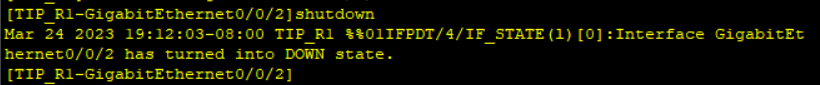 [TIP_R1-GigabitEthernet0/0/2]shutdown
Mar 24 2023 19:12:03-08:00 TIP_R1 %%01IFPDT/4/IF_STATE(l)[0]:Interface GigabitEt
hernet0/0/2 has turned into DOWN state.
[TIP_R1-GigabitEthernet0/0/2]